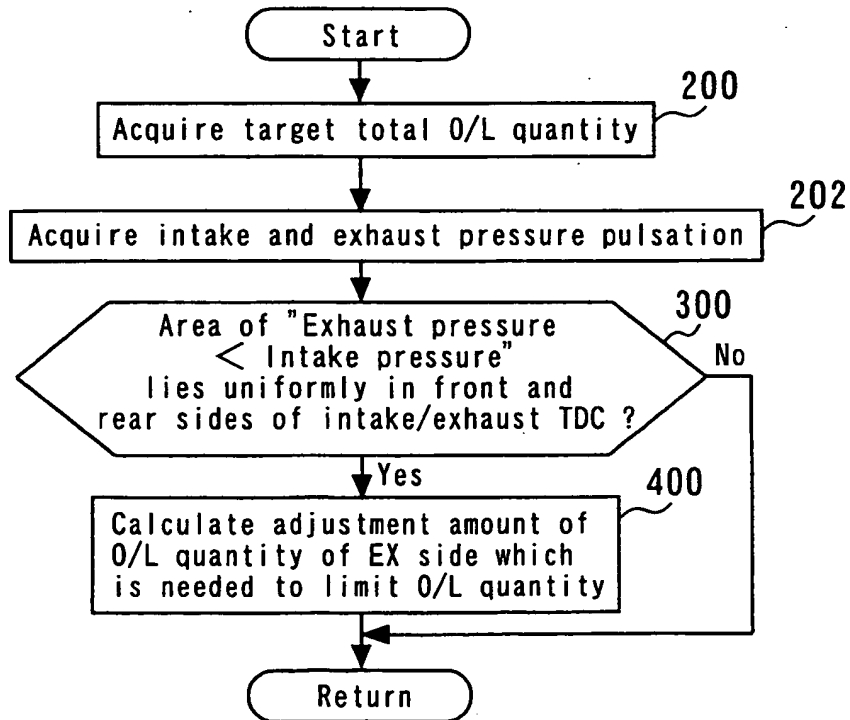 Start
200
Acquire target total O/L quantity
202
Acquire intake and exhaust pressure pulsation
300
Area of "Exhaust pressure
< Intake pressure"
lies uniformly in front and
rear sides of intake/exhaust TDC ?
No
Yes
400
Calculate adjustment amount of
O/L quantity of EX side which
is needed to limit O/L quantity
Return